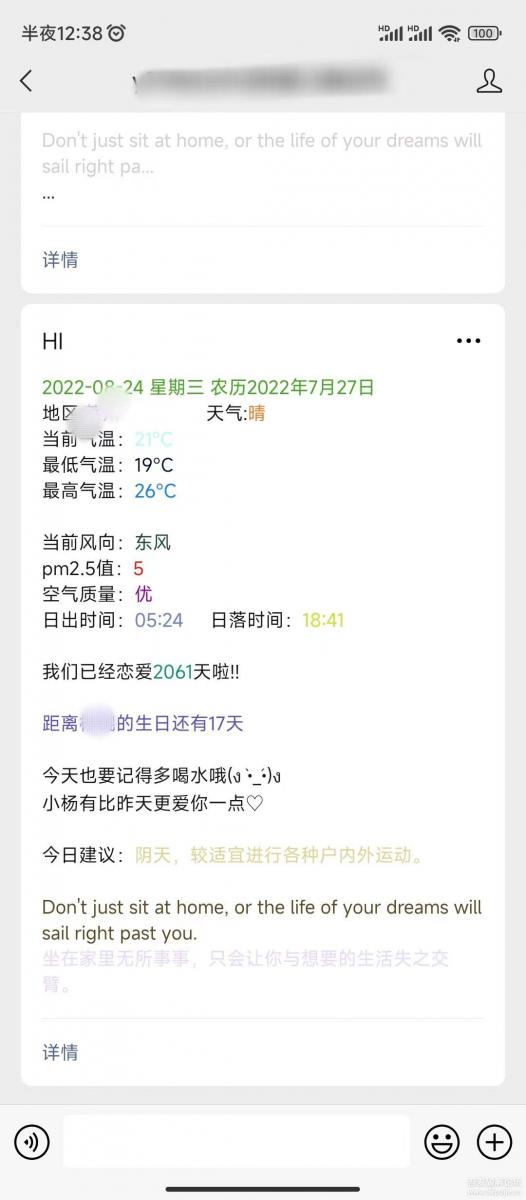 半夜12:38
HD HD 100
Don't just sit at home, or the life of your dreams will
sail right pa...
...
详情
HI
2022-08-24 星期三 农历2022年7月27日
地区 天气:晴
当前气温：21°C
最低气温：19°C
最高气温：26°C
当前风向：东风
pm2.5值：5
空气质量：优
日出时间：05:24 日落时间：18:41
我们已经恋爱2061天啦!!
距离的生日还有17天
今天也要记得多喝水哦(ง •̀_•́)ง
小杨有比昨天更爱你一点♡
今日建议：阴天，较适宜进行各种户内外运动。
Don't just sit at home, or the life of your dreams will
sail right past you.
坐在家里无所事事，只会让你与想要的生活失之交
臂。
详情